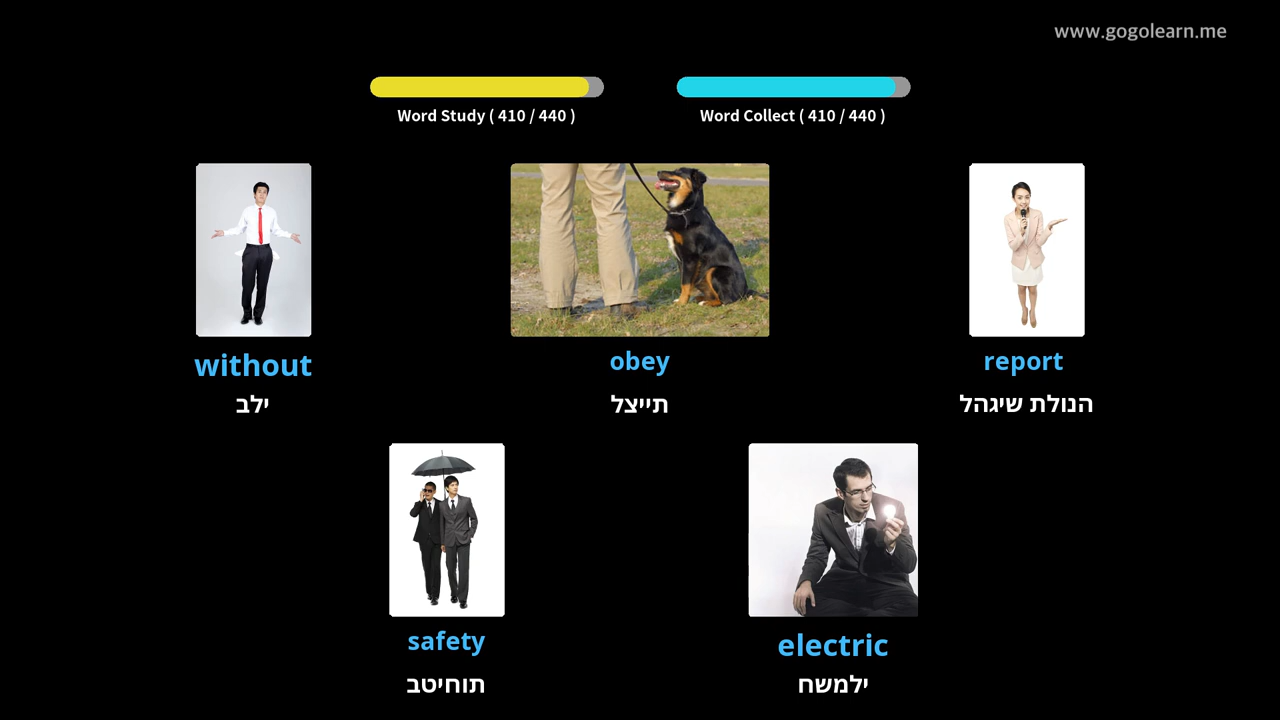 www.gogolearn.me
Word Study ( 410 / 440 )
Word Collect ( 410 / 440 )
without
ילב
obey
תייצל
report
הנולת שיגהל
safety
תוחיטב
electric
ילמשח